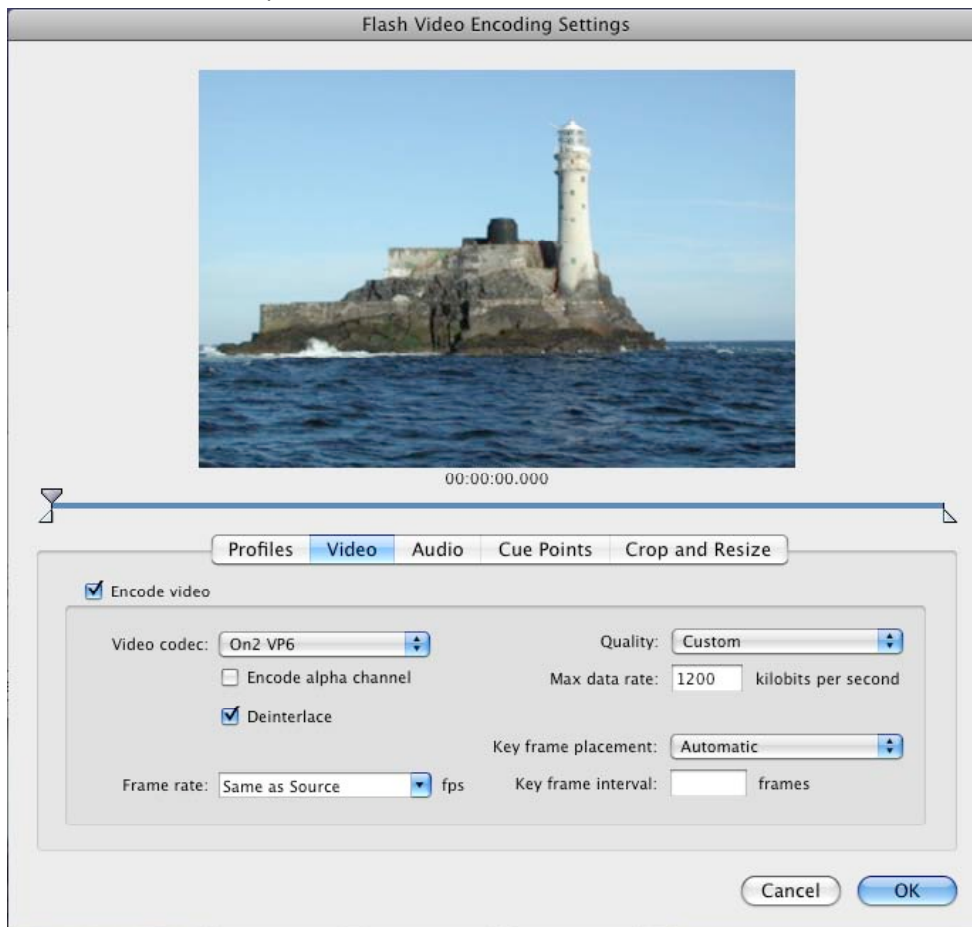 Flash Video Encoding Settings
00:00:00.000
Profiles Video Audio Cue Points Crop and Resize
Encode video
Video codec: On2 VP6 Quality: Custom
Encode alpha channel Max data rate: 1200 kilobits per second
Deinterlace
Key frame placement: Automatic
Frame rate: Same as Source fps Key frame interval: frames
Cancel OK